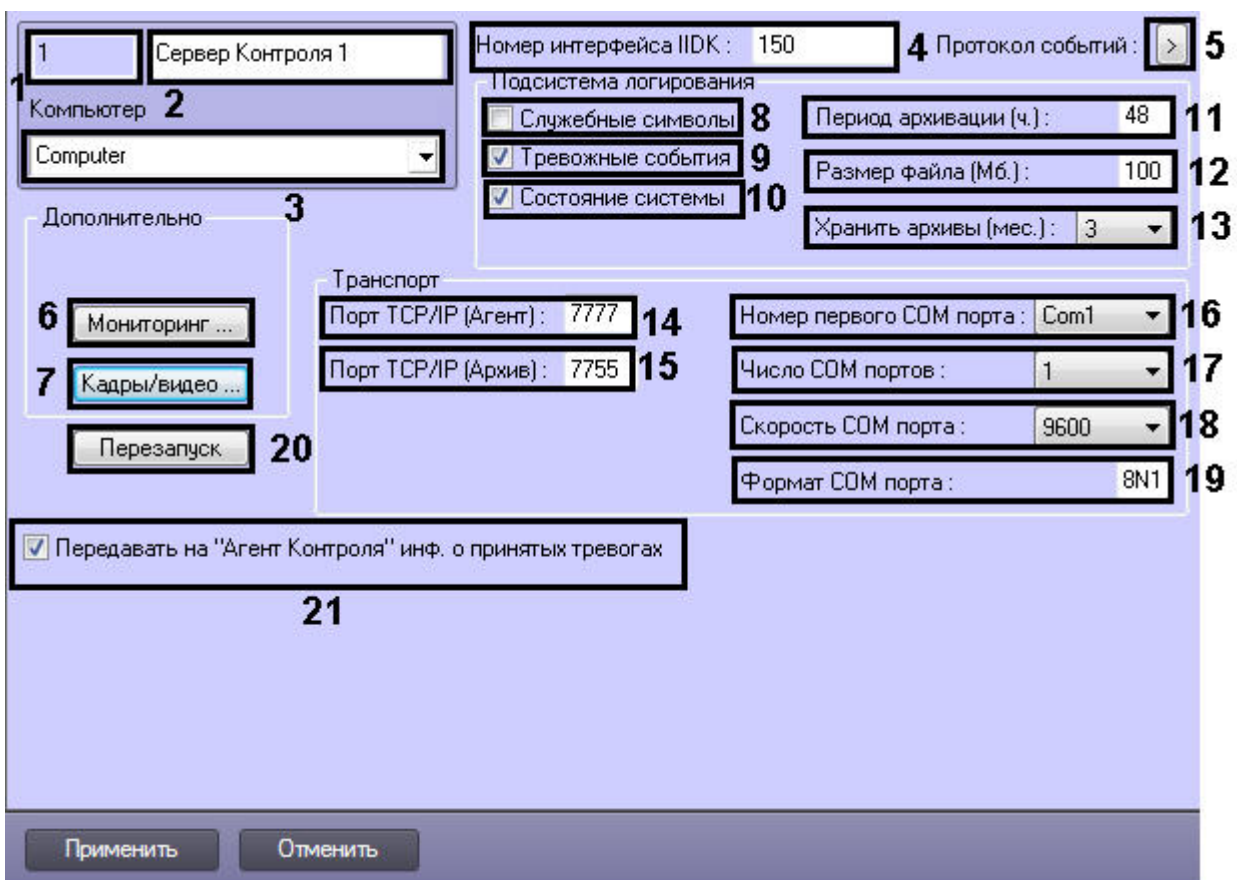 1 Сервер Контроля 1
1
Компьютер 2
Computer
3
Номер интерфейса IIDK : 150 4 Протокол событий : > 5
Подсистема логирования
Служебные символы 8
Тревожные события 9
Состояние системы 10
Период архивации (ч.) : 48 11
Размер файла (Мб.) : 100 12
Хранить архивы (мес.) : 3 13
Дополнительно
6 Мониторинг ...
7 Кадры/видео ...
Перезапуск 20
Транспорт
Порт TCP/IP (Агент) : 7777 14
Порт TCP/IP (Архив) : 7755 15
Номер первого COM порта : Com1 16
Число COM портов : 1 17
Скорость COM порта : 9600 18
Формат COM порта : 8N1 19
Передавать на "Агент Контроля" инф. о принятых тревогах
21
Применить Отменить